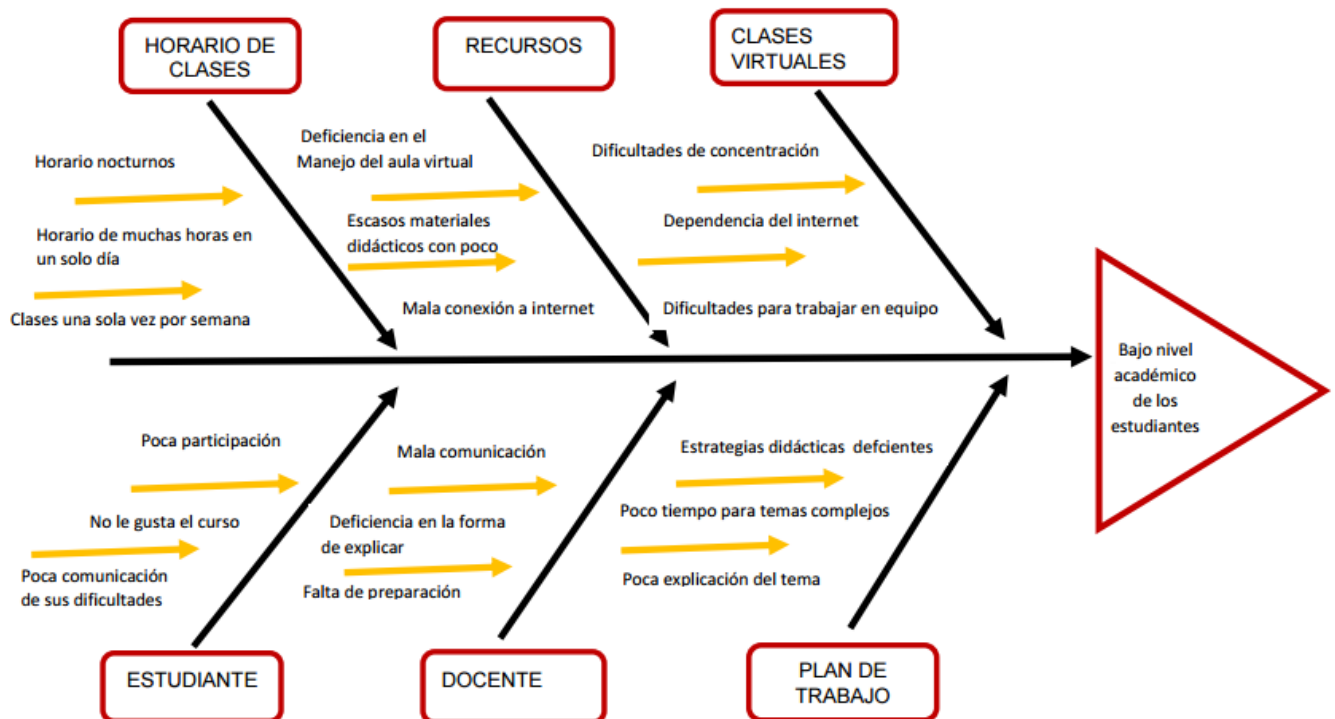 HORARIO DE
CLASES
RECURSOS
CLASES
VIRTUALES
Horario nocturnos
Horario de muchas horas en
un solo día
Clases una sola vez por semana
Deficiencia en el
Manejo del aula virtual
Escasos materiales
didácticos con poco
Mala conexión a internet
Dificultades de concentración
Dependencia del internet
Dificultades para trabajar en equipo
Bajo nivel
académico
de los
estudiantes
Poca participación
No le gusta el curso
Poca comunicación
de sus dificultades
Mala comunicación
Deficiencia en la forma
de explicar
Falta de preparación
Estrategias didácticas defcientes
Poco tiempo para temas complejos
Poca explicación del tema
ESTUDIANTE
DOCENTE
PLAN DE
TRABAJO